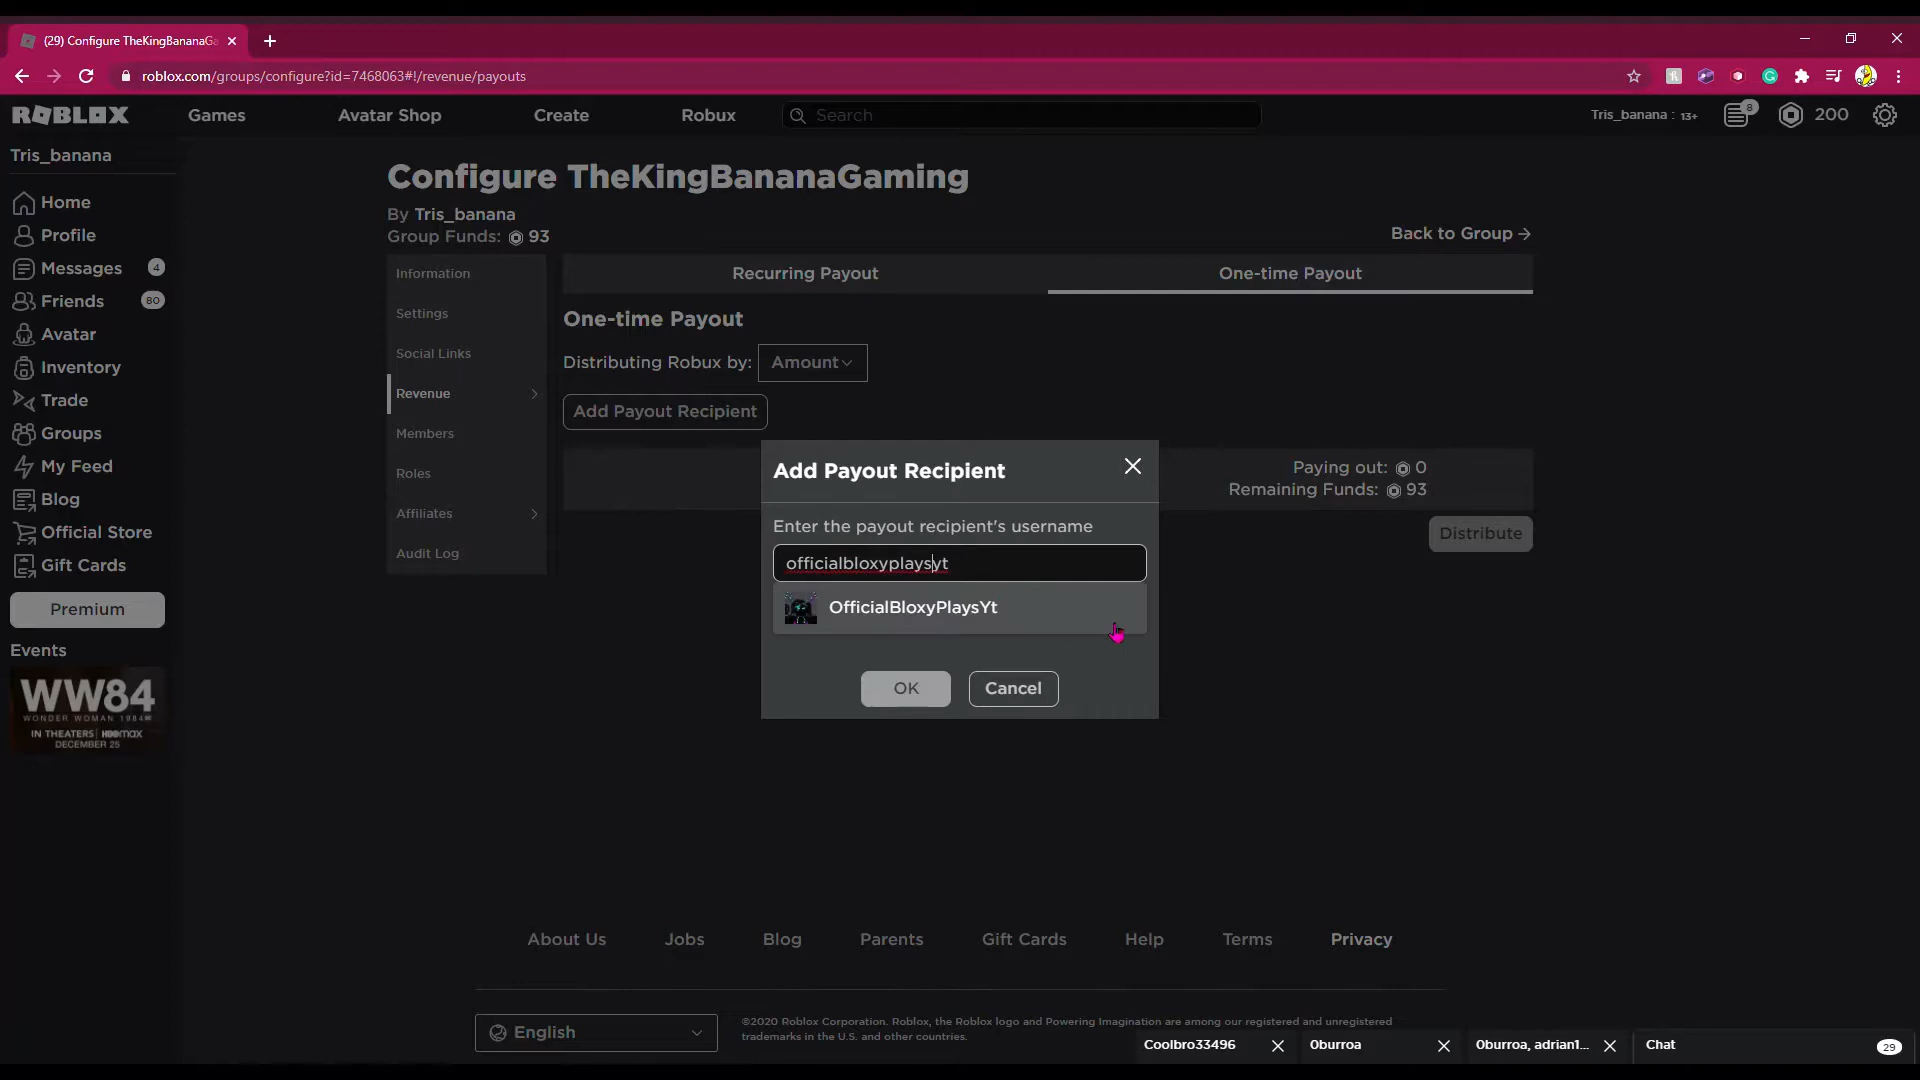 (29) Configure TheKingBananaGa
roblox.com/groups/configure?id=7468063#!/revenue/payouts
ROBLOX
Games
Avatar Shop
Create
Robux
Search
Tris_banana : 13+
8
200
Tris_banana
Home
Profile
Messages 4
Friends 80
Avatar
Inventory
Trade
Groups
My Feed
Blog
Official Store
Gift Cards
Premium
Events
WW84
WONDER WOMAN 1984
IN THEATERS | HBOmax
DECEMBER 25
Configure TheKingBananaGaming
By Tris_banana
Group Funds: 93
Back to Group
Information
Settings
Social Links
Revenue
Members
Roles
Affiliates
Audit Log
Recurring Payout
One-time Payout
One-time Payout
Distributing Robux by: Amount
Add Payout Recipient
Paying out: 0
Remaining Funds: 93
Distribute
Add Payout Recipient
Enter the payout recipient's username
officialbloxyplaysyt
OfficialBloxyPlaysYt
OK
Cancel
About Us
Jobs
Blog
Parents
Gift Cards
Help
Terms
Privacy
English
©2020 Roblox Corporation. Roblox, the Roblox logo and Powering Imagination are among our registered and unregistered
trademarks in the U.S. and other countries.
Coolbro33496
0burroa
0burroa, adrian1...
Chat
29